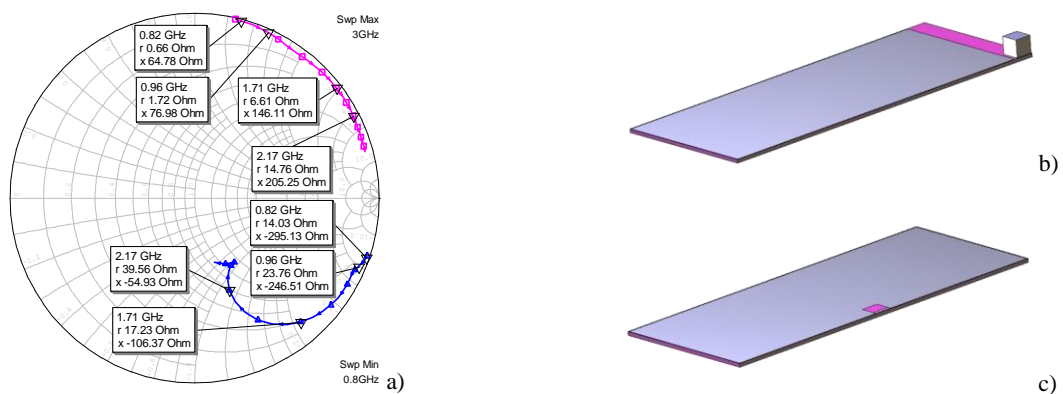 Swp Max
3GHz
0.82 GHz
r 0.66 Ohm
x 64.78 Ohm
0.96 GHz
r 1.72 Ohm
x 76.98 Ohm
1.71 GHz
r 6.61 Ohm
x 146.11 Ohm
2.17 GHz
r 14.76 Ohm
x 205.25 Ohm
0.82 GHz
r 14.03 Ohm
x -295.13 Ohm
2.17 GHz
r 39.56 Ohm
x -54.93 Ohm
0.96 GHz
r 23.76 Ohm
x -246.51 Ohm
1.71 GHz
r 17.23 Ohm
x -106.37 Ohm
Swp Min
0.8GHz
a)
b)
c)